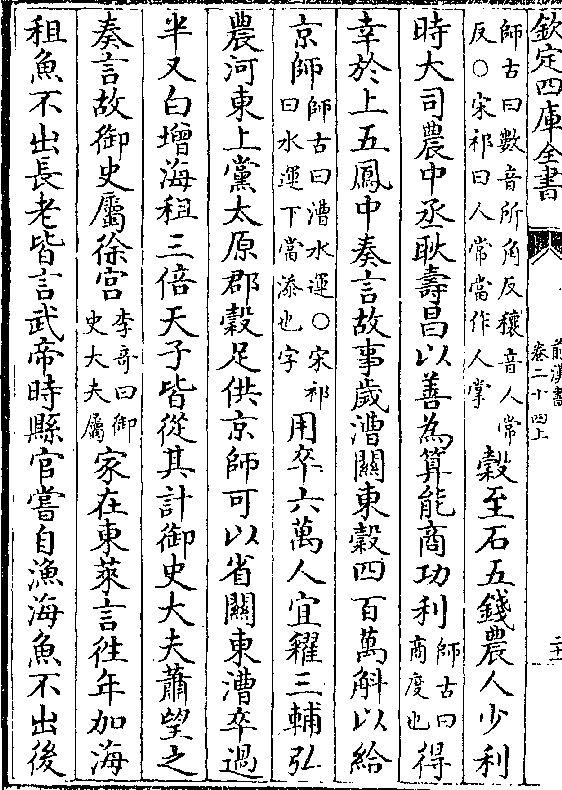 欽定四庫全書
前漢書
卷二十四上
師古曰數音所角反穰音人常
反○宋祁曰人常當作人掌
穀至石五錢農人少利
時大司農中丞耿壽昌以善為算能商功利師古曰商度也得
幸於上五鳳中奏言故事歲漕關東穀四百萬斛以給
京師師古曰漕水運○宋祁曰水運下當添也字用卒六萬人宜糴三輔弘
農河東上黨太原郡穀足供京師可以省關東漕卒過
半又白增海租三倍天子皆從其計御史大夫蕭望之
奏言故御史屬徐宫李奇曰御史大夫屬家在東萊言往年加海
租魚不出長老皆言武帝時縣官嘗自漁海魚不出後